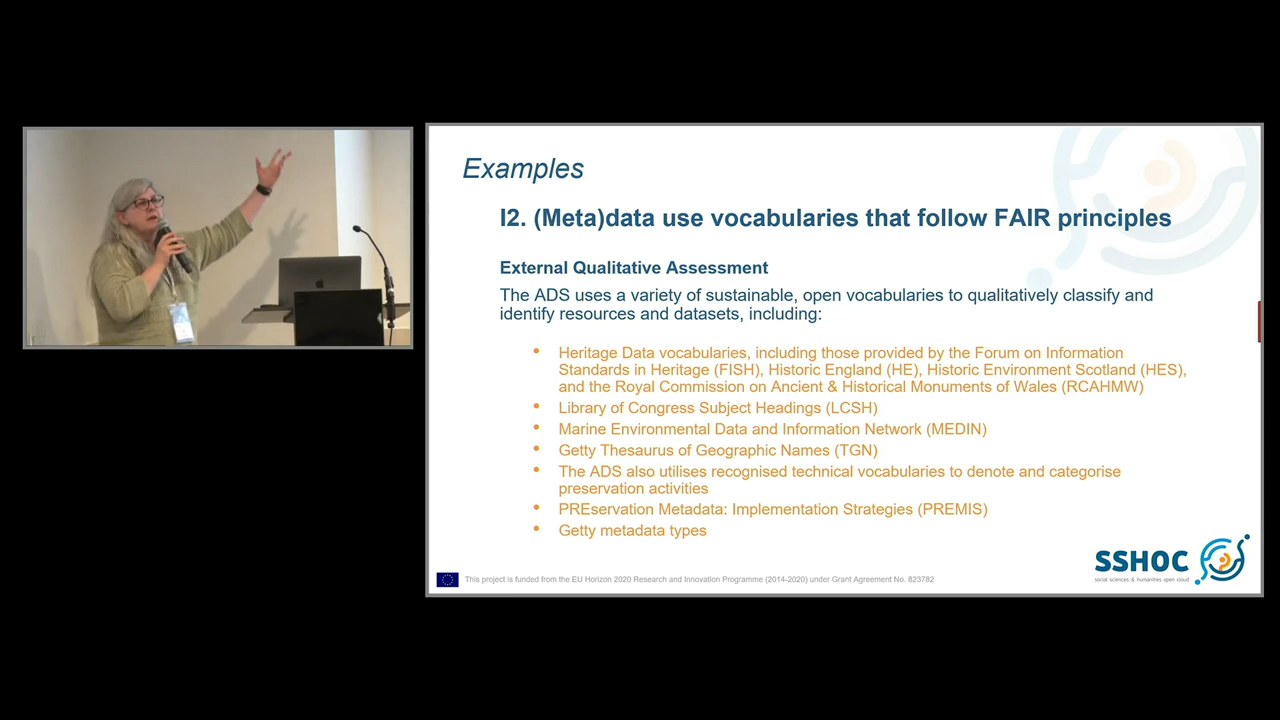 Examples
I2. (Meta)data use vocabularies that follow FAIR principles
External Qualitative Assessment
The ADS uses a variety of sustainable, open vocabularies to qualitatively classify and
identify resources and datasets, including:
• Heritage Data vocabularies, including those provided by the Forum on Information
Standards in Heritage (FISH), Historic England (HE), Historic Environment Scotland (HES),
and the Royal Commission on Ancient & Historical Monuments of Wales (RCAHMW)
• Library of Congress Subject Headings (LCSH)
• Marine Environmental Data and Information Network (MEDIN)
• Getty Thesaurus of Geographic Names (TGN)
• The ADS also utilises recognised technical vocabularies to denote and categorise
preservation activities
• PREservation Metadata: Implementation Strategies (PREMIS)
• Getty metadata types
This project is funded from the EU Horizon 2020 Research and Innovation Programme (2014-2020) under Grant Agreement No. 823782
SSHOC
social sciences & humanities open cloud